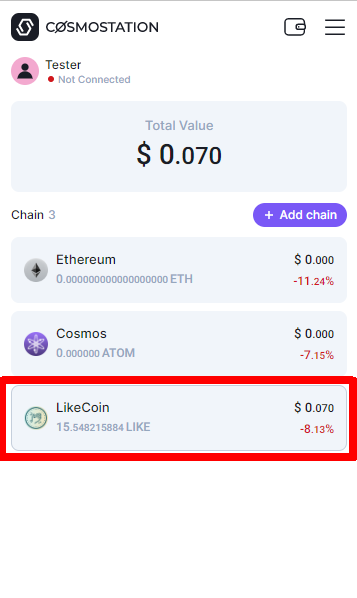 CØSMOSTATION
Tester
Not Connected
Total Value
$ 0.070
Chain 3
+ Add chain
Ethereum
$ 0.000
0.000000000000000000 ETH
-11.24%
Cosmos
$ 0.000
0.000000 ATOM
-7.15%
LikeCoin
$ 0.070
15.548215884 LIKE
-8.13%